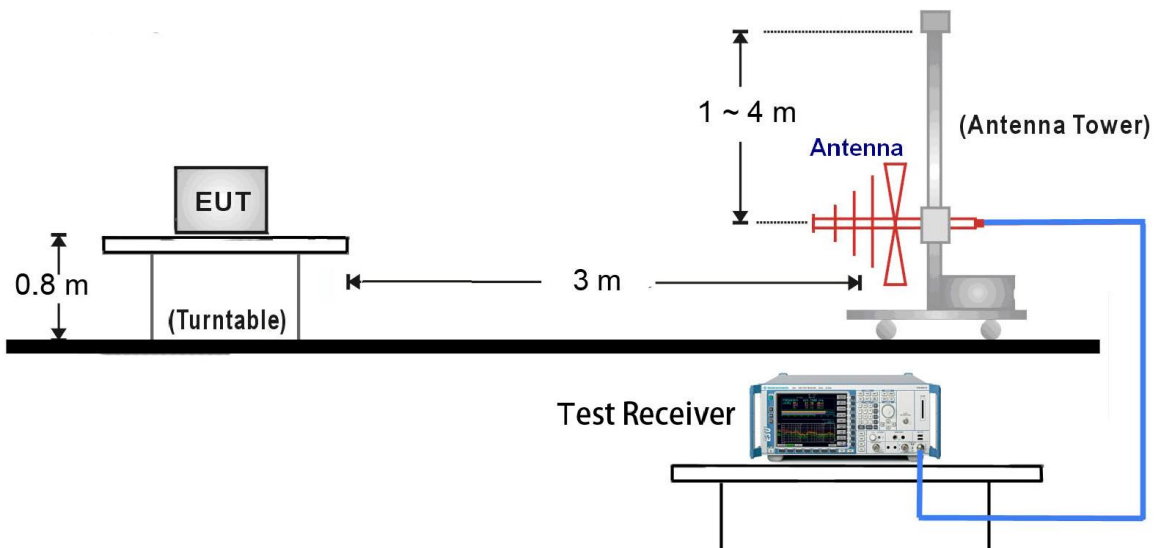 1 ~ 4 m
(Antenna Tower)
Antenna
EUT
0.8 m
3 m
(Turntable)
Test Receiver